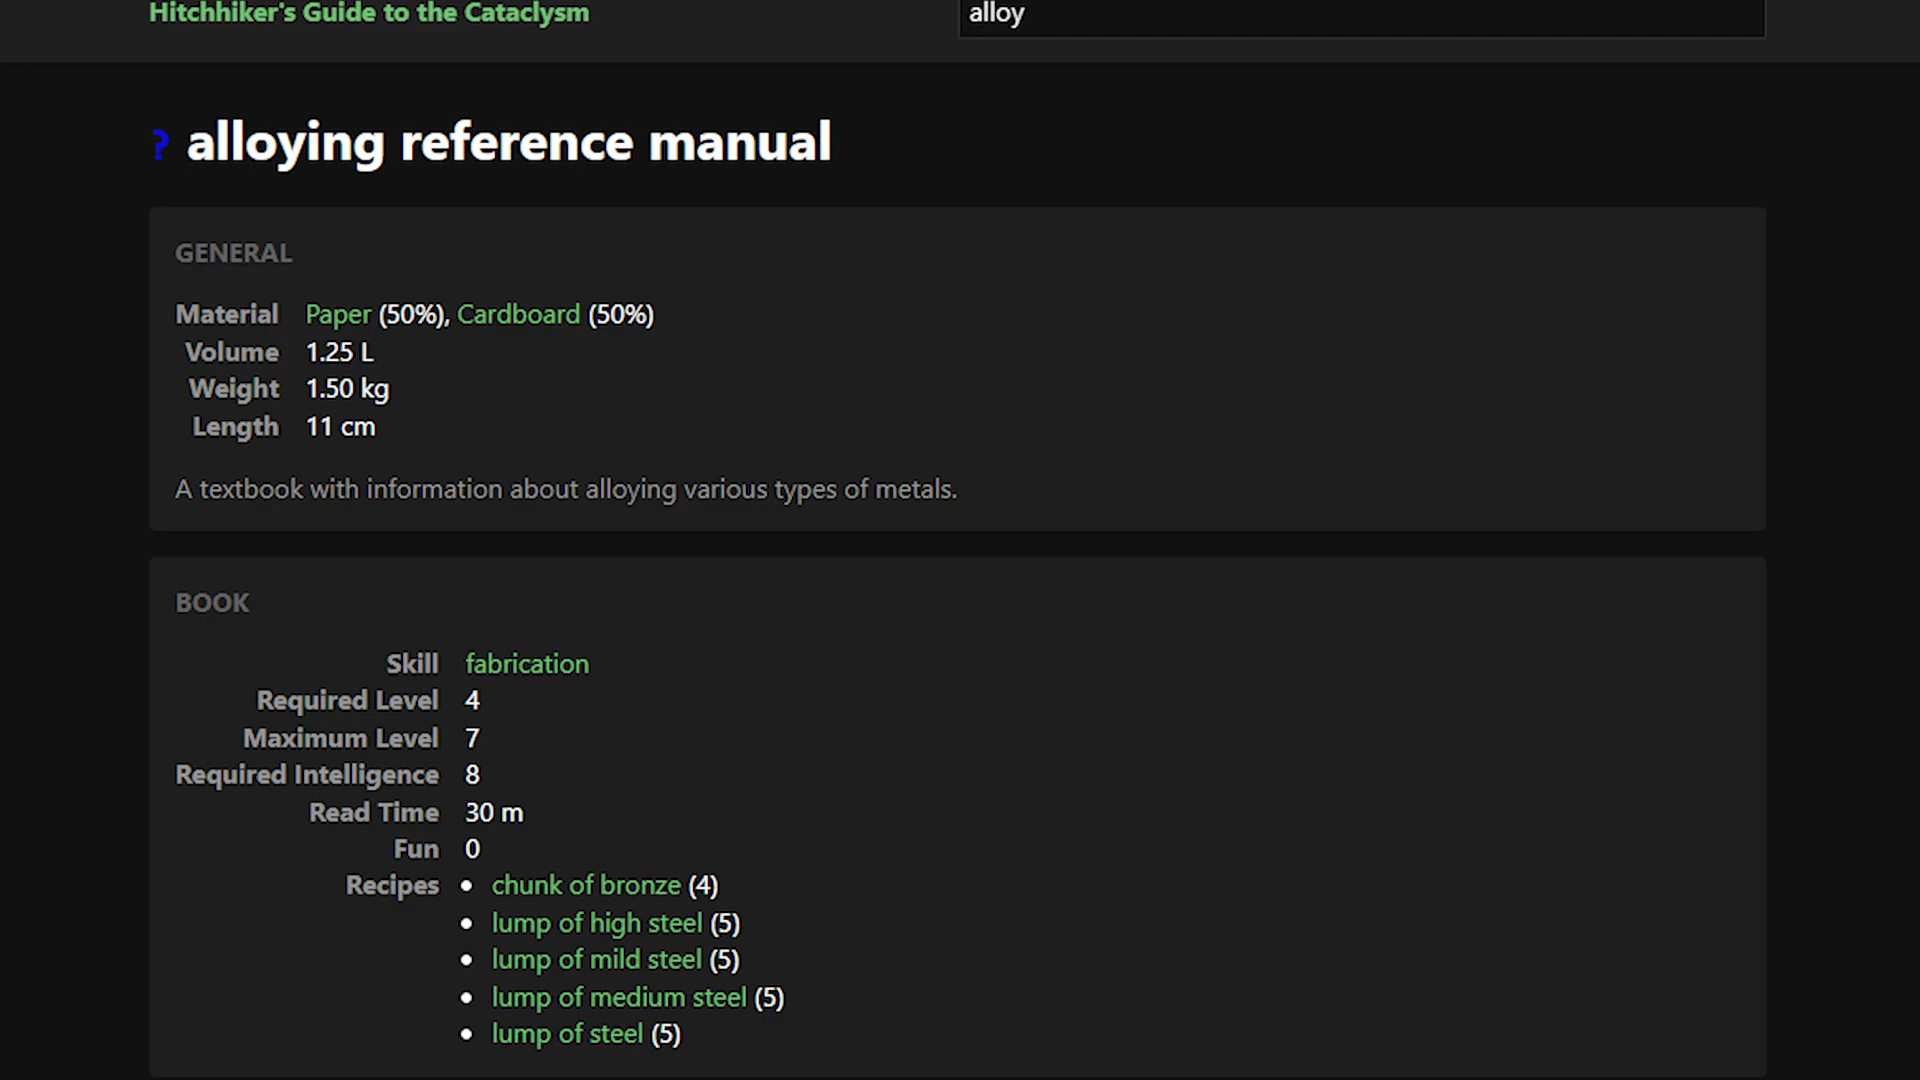 Hitchhiker's Guide to the Cataclysm
alloy
? alloying reference manual
GENERAL
Material Paper (50%), Cardboard (50%)
Volume 1.25 L
Weight 1.50 kg
Length 11 cm
A textbook with information about alloying various types of metals.
BOOK
Skill fabrication
Required Level 4
Maximum Level 7
Required Intelligence 8
Read Time 30 m
Fun 0
Recipes • chunk of bronze (4)
• lump of high steel (5)
• lump of mild steel (5)
• lump of medium steel (5)
• lump of steel (5)